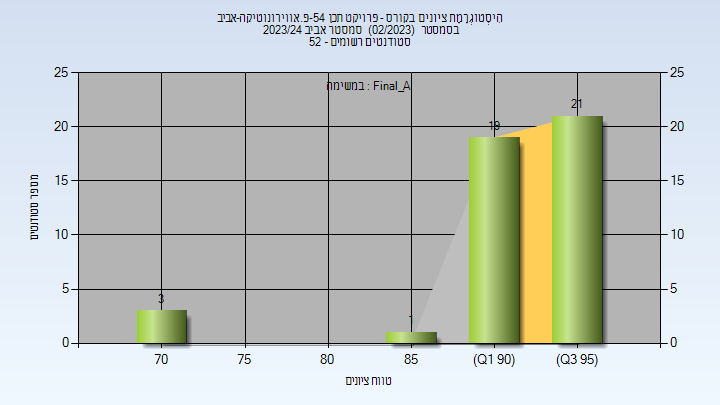 היסטוגרמת ציונים בקורס - פרויקט תכן 54-פ.אווירונוטיקה-אביב
בסמסטר (02/2023) סמסטר אביב 2023/24
סטודנטים רשומים - 52
במשימה : Final_A
25 25
20 20
15 15
10 10
5 5
0 0
3
1
19
21
70 75 80 85 (Q1 90) (Q3 95)
מספר סטודנטים
טווח ציונים